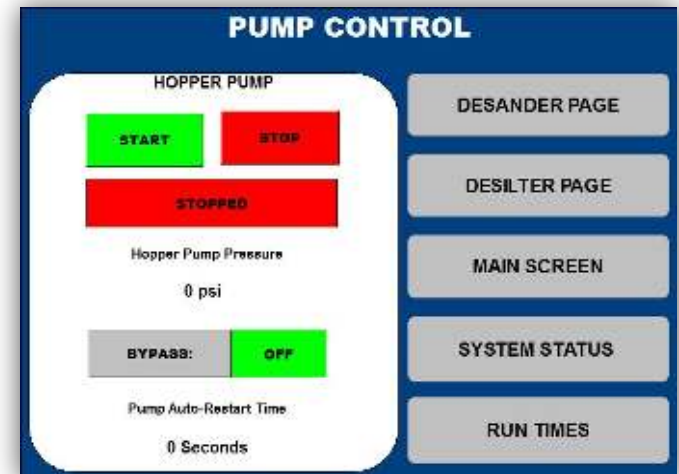 PUMP CONTROL
HOPPER PUMP
START STOP
STOPPED
Hopper Pump Pressure
0 psi
BYPASS: OFF
Pump Auto-Restart Time
0 Seconds
DESANDER PAGE
DESILTER PAGE
MAIN SCREEN
SYSTEM STATUS
RUN TIMES